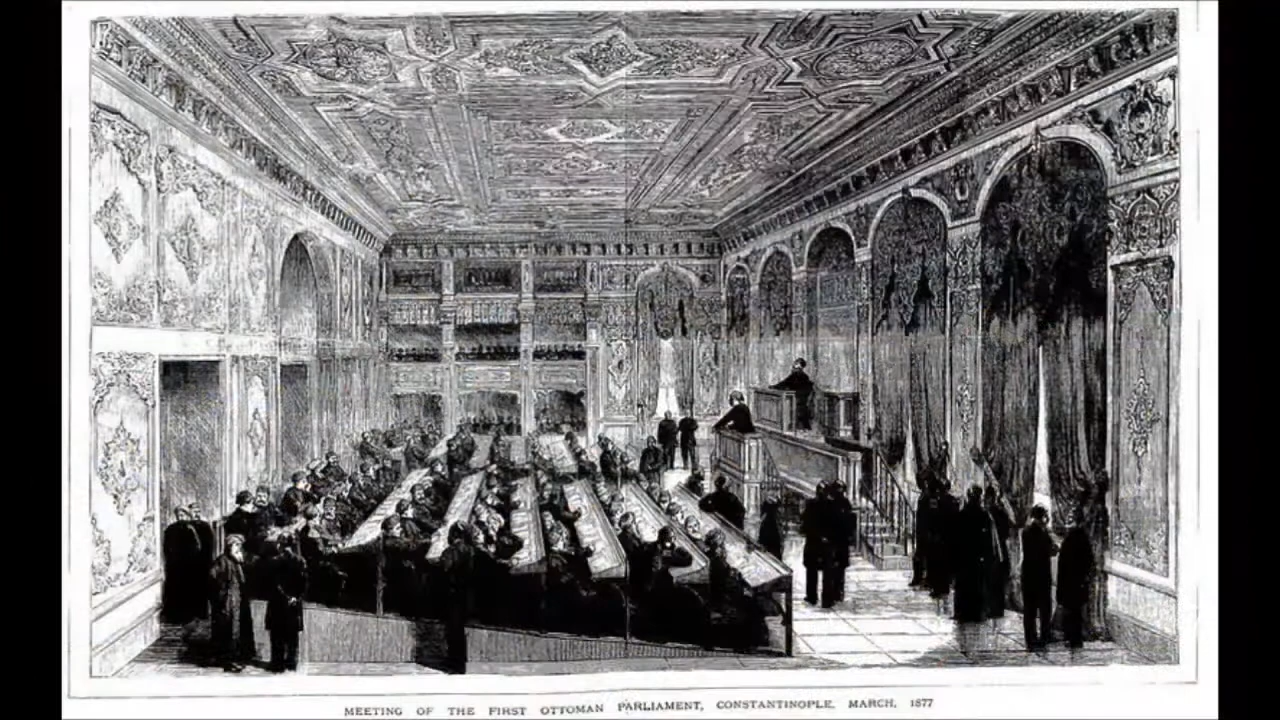 MEETING OF THE FIRST OTTOMAN PARLIAMENT, CONSTANTINOPLE, MARCH, 1877